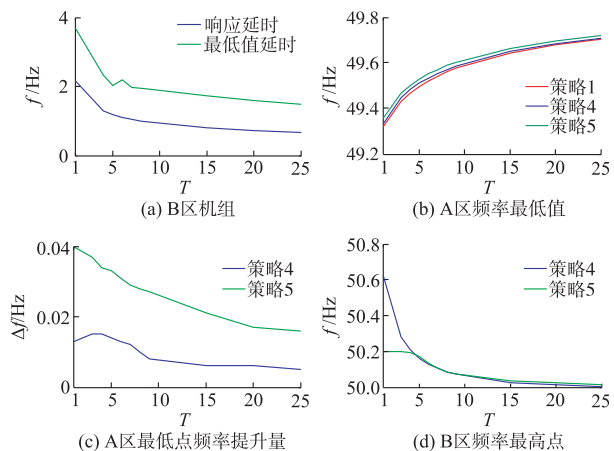 4
2
0
f/Hz
响应延时
最低值延时
1 5 10 15 20 25
T
(a) B区机组
49.8
49.6
49.4
49.2
f/Hz
策略1
策略4
策略5
1 5 10 15 20 25
T
(b) A区频率最低值
0.04
0.02
0
Δf/Hz
策略4
策略5
1 5 10 15 20 25
T
(c) A区最低点频率提升量
50.8
50.6
50.4
50.2
50.0
f/Hz
策略4
策略5
1 5 10 15 20 25
T
(d) B区频率最高点